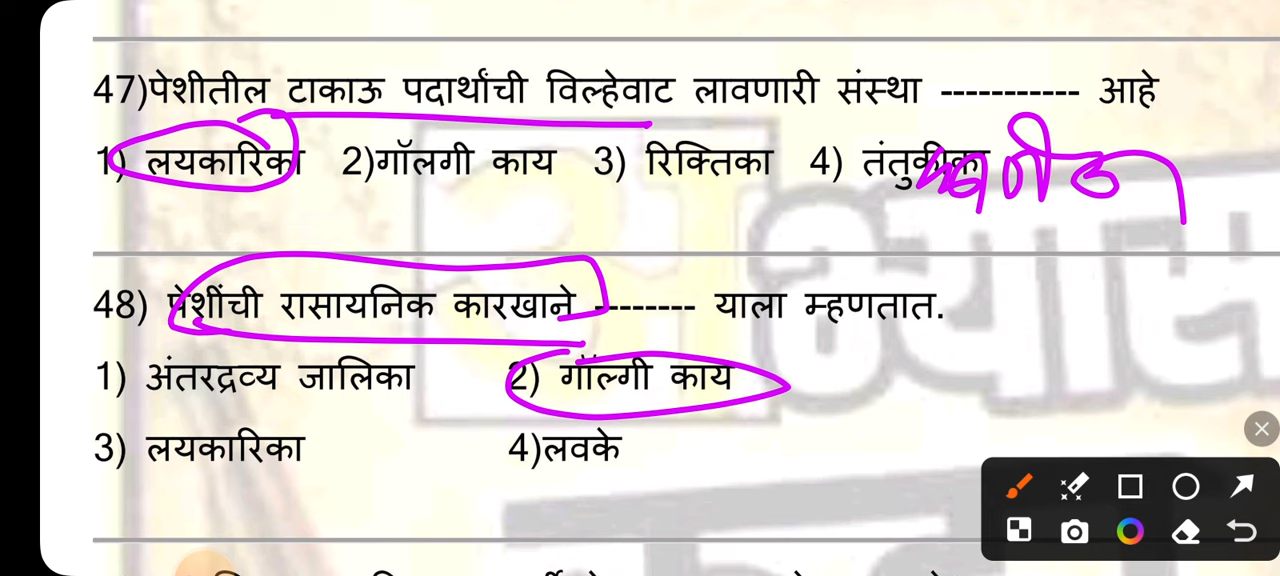 47)पेशीतील टाकाऊ पदार्थांची विल्हेवाट लावणारी संस्था ----------- आहे
1) लयकारिका 2)गॉलगी काय 3) रिक्तिका 4) तंतुकणिका
48) पेशींची रासायनिक कारखाने -------- याला म्हणतात.
1) अंतरद्रव्य जालिका 2) गॉल्गी काय
3) लयकारिका 4)लवके